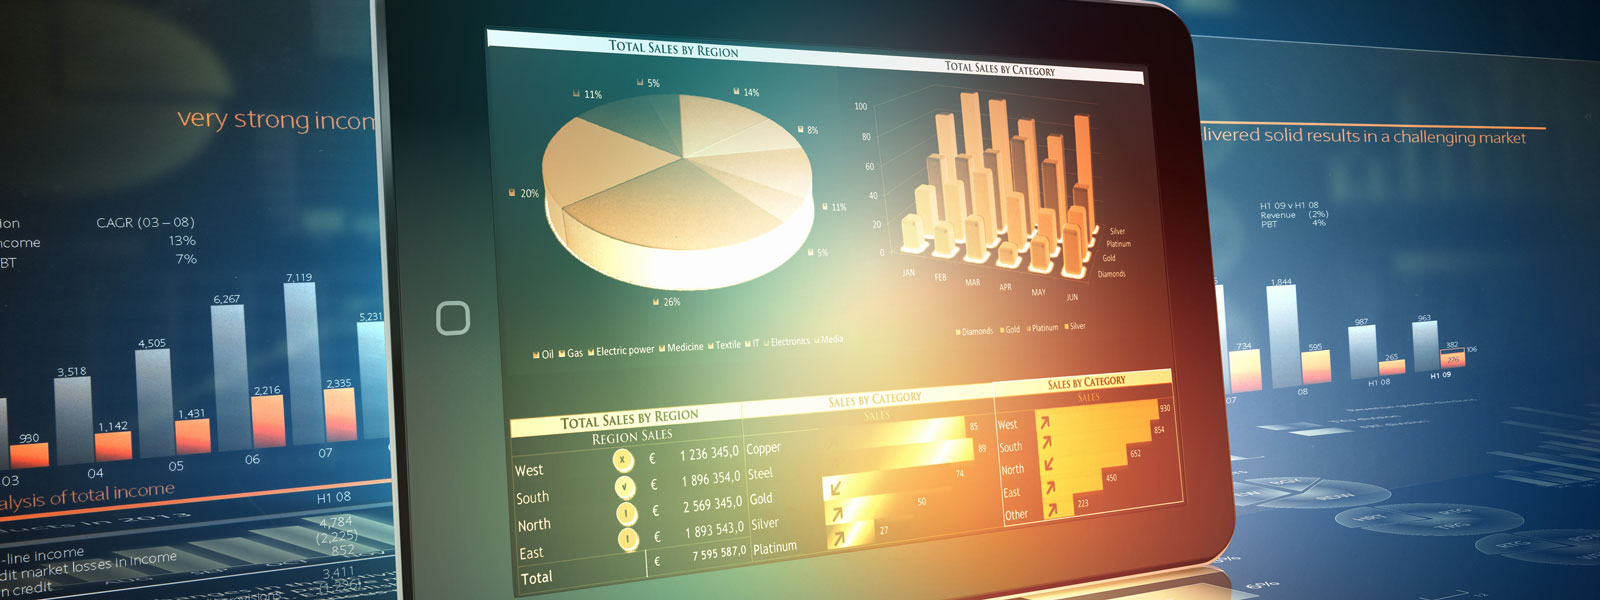 very strong incom
CAGR (03 – 08)
ncome 13%
BT 7%
930
3,518 1,142
4,505 1,431
6,267 2,216
7,119 2,335
5,231
03 04 05 06 07
alysis of total income
H1 08
ucts in 2013
-line income
dit market losses in income
n credit
4,784
(2,225)
852
3,411
TOTAL SALES BY REGION
5%
11%
14%
8%
20%
11%
5%
26%
Oil Gas Electric power Medicine Textile IT Electronics Media
TOTAL SALES BY CATEGORY
100
80
60
40
20
0
JAN FEB MAR APR MAY JUN
Silver
Platinum
Gold
Diamonds
Diamonds Gold Platinum Silver
TOTAL SALES BY REGION
REGION SALES
West x € 1 236 345,0
South √ € 1 896 354,0
North ! € 2 569 345,0
East ! € 1 893 543,0
Total € 7 595 587,0
SALES BY CATEGORY
SALES
Copper 85
Steel 89
Gold 74
Silver 50
Platinum 27
SALES BY CATEGORY
SALES
West 930
South 854
North 652
East 450
Other 223
livered solid results in a challenging market
H1 09 v H1 08
Revenue (2%)
PBT 4%
734
1,844 595
987 265
963 382 106
276
07 08 H1 08 H1 09